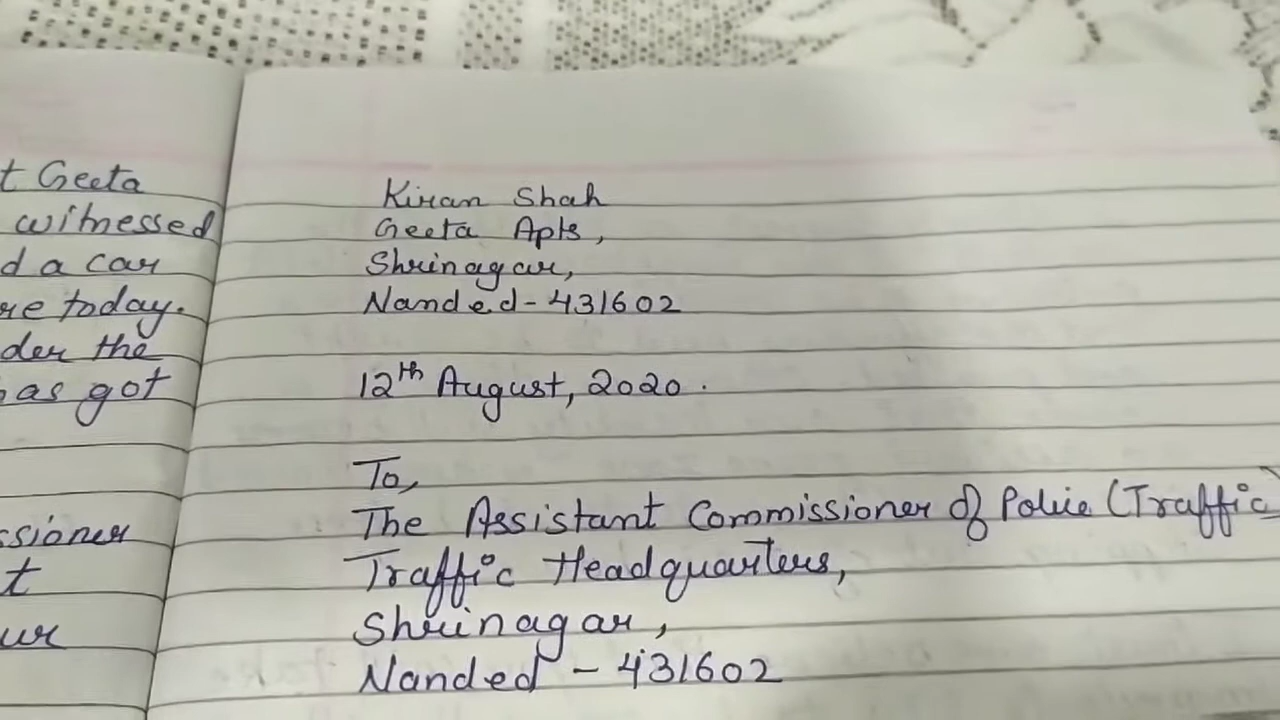 t Geeta
witnessed
d a car
re today.
der the
as got
ssioner
t
ur
Kiran Shah
Geeta Apts,
Shrinagar,
Nanded - 431602
12th August, 2020.
To,
The Assistant Commissioner of Police (Traffic)
Traffic Headquarters,
Shrinagar,
Nanded - 431602